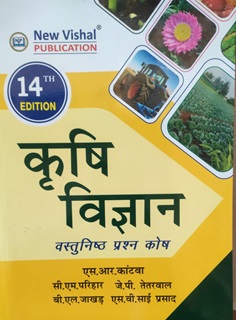 New Vishal®
PUBLICATION
14TH
EDITION
कृषि
विज्ञान
वस्तुनिष्ठ प्रश्न कोष
एस.आर.कांटवा
सी.एम.परिहार जे.पी. तेतरवाल
बी.एल.जाखड़ एस.वी.साई प्रसाद